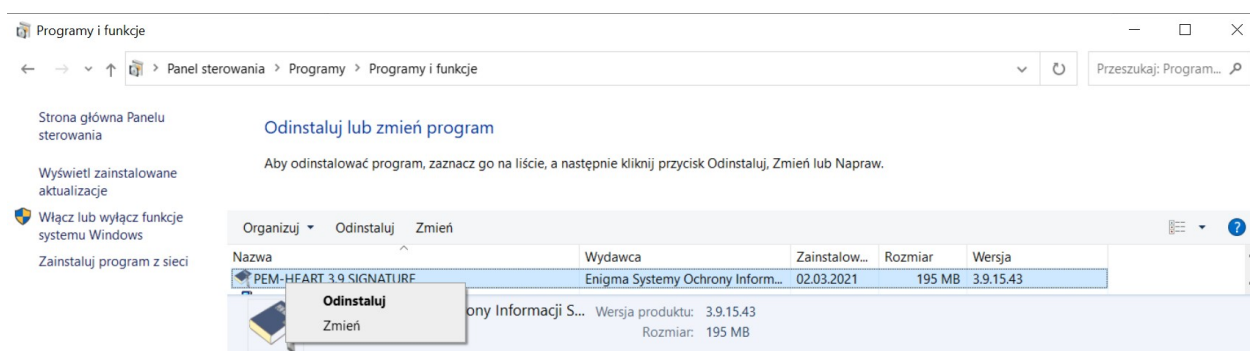 Programy i funkcje
Panel sterowania > Programy > Programy i funkcje
Przeszukaj: Program...
Strona główna Panelu
sterowania
Wyświetl zainstalowane
aktualizacje
Włącz lub wyłącz funkcje
systemu Windows
Zainstaluj program z sieci
Odinstaluj lub zmień program
Aby odinstalować program, zaznacz go na liście, a następnie kliknij przycisk Odinstaluj, Zmień lub Napraw.
Organizuj Odinstaluj Zmień
Nazwa Wydawca Zainstalow... Rozmiar Wersja
PEM-HEART 3.9 SIGNATURE Enigma Systemy Ochrony Inform... 02.03.2021 195 MB 3.9.15.43
Odinstaluj
Zmień
ony Informacji S... Wersja produktu: 3.9.15.43
Rozmiar: 195 MB